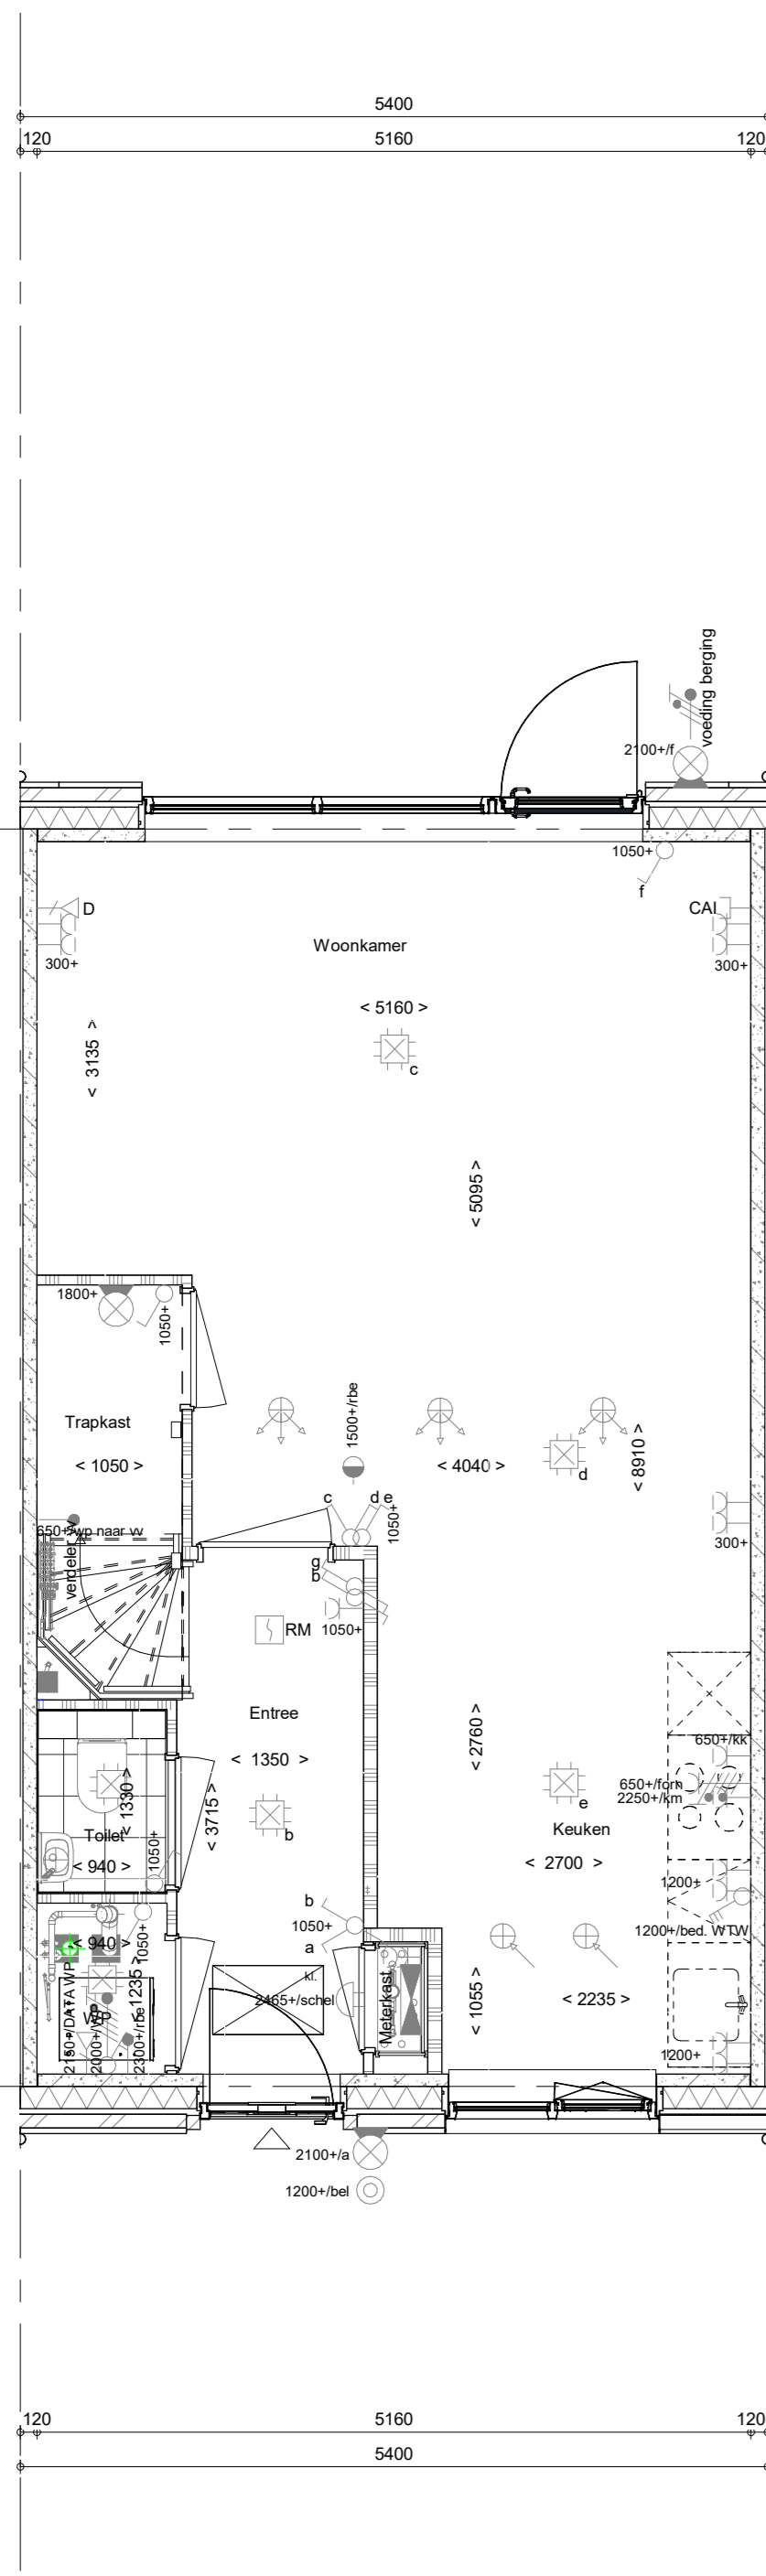 5400
120 5160 120
voeding berging
2100+/f
1050+
f
D
CAI
300+
300+
Woonkamer
< 5160 >
< 3135 >
c
< 5095 >
1800+
1050+
Trapkast
< 1050 >
1500+/rbe
< 4040 >
d
< 8910 >
c
d e
1050+
300+
650+/wp naar vv
verdeler vv
g
b
1050+
RM
Entree
< 1350 >
< 3715 >
b
< 2760 >
650+/kk
650+/forn
2250+/km
e
Keuken
< 2700 >
< 1330 >
Toilet
< 940 >
1050+
1200+
1200+/bed. WTW
b
1050+
a
1050+
< 940 >
< 1235 >
WP
2150+/DATA WP
2000+/WP
2300+/rbe
kl.
2465+/schel
Meterkast
< 1055 >
< 2235 >
1200+
2100+/a
1200+/bel
120 5160 120
5400